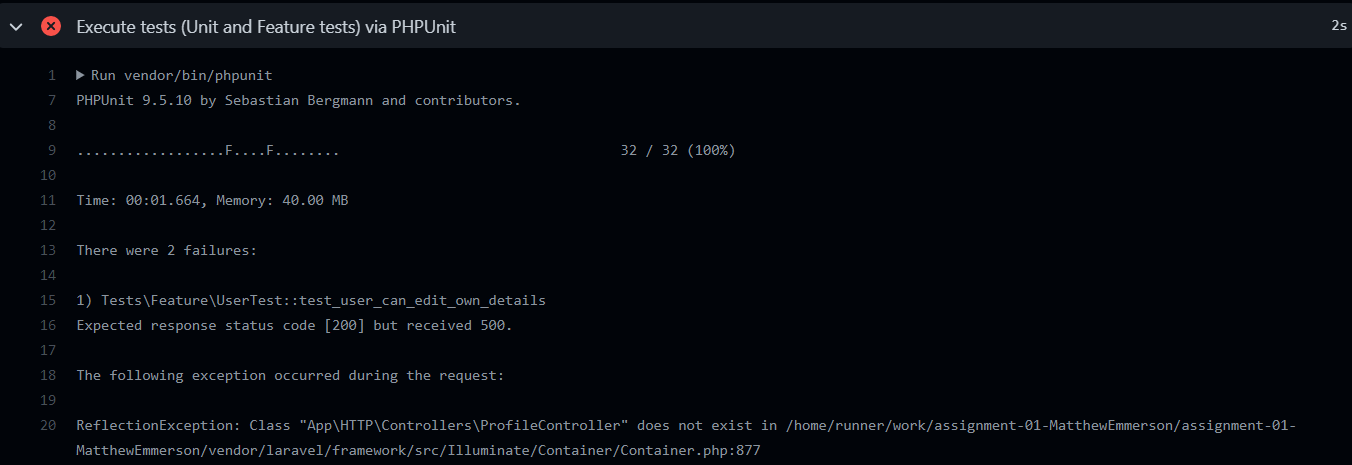 Execute tests (Unit and Feature tests) via PHPUnit 2s
1 Run vendor/bin/phpunit
7 PHPUnit 9.5.10 by Sebastian Bergmann and contributors.
8
9 ..................F....F........ 32 / 32 (100%)
10
11 Time: 00:01.664, Memory: 40.00 MB
12
13 There were 2 failures:
14
15 1) Tests\Feature\UserTest::test_user_can_edit_own_details
16 Expected response status code [200] but received 500.
17
18 The following exception occurred during the request:
19
20 ReflectionException: Class "App\HTTP\Controllers\ProfileController" does not exist in /home/runner/work/assignment-01-MatthewEmmerson/assignment-01-
MatthewEmmerson/vendor/laravel/framework/src/Illuminate/Container/Container.php:877